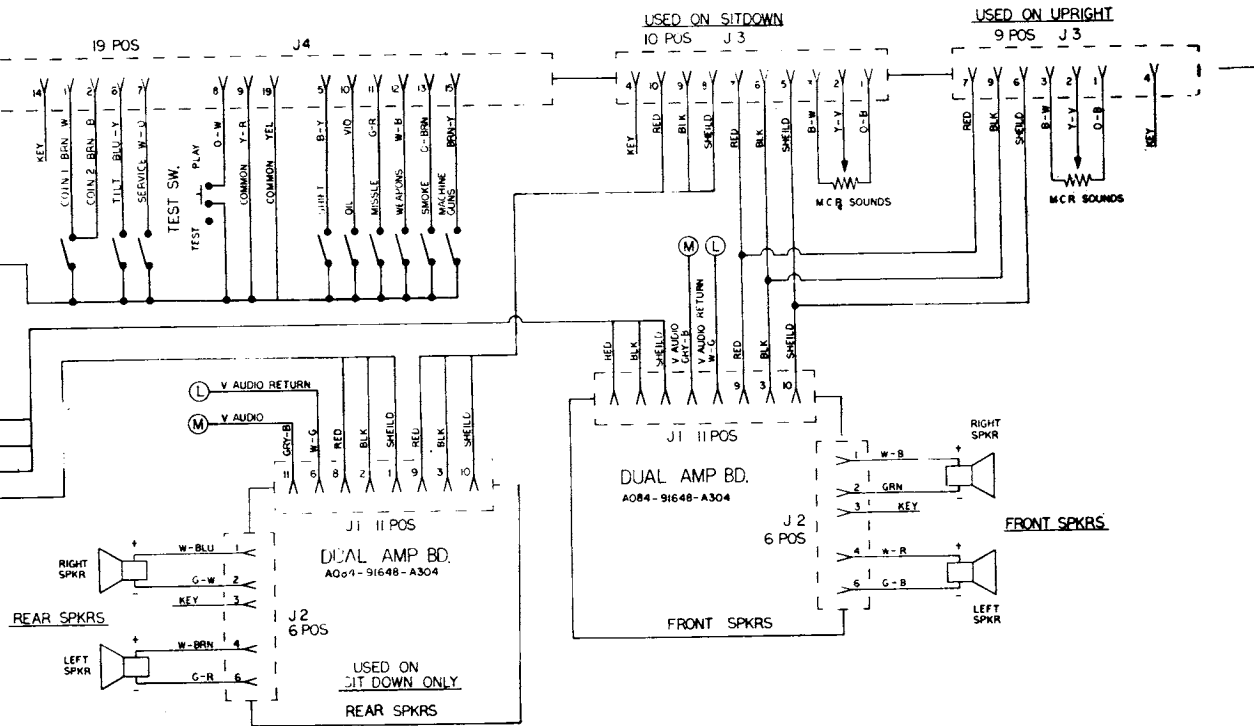 19 POS J4
14 1 2 6 7 8 9 19 5 10 11 12 13 15
KEY
COIN 1 BRN W
COIN 2 BRN B
TILT BLU-Y
SERVICE W-O
TEST SW.
TEST
PLAY
O-W
COMMON Y-R
COMMON YEL
SHIFT B-Y
OIL VIO
MISSLE G-R
WEAPONS W-B
SMOKE O-BRN
MACHINE GUNS BRN-Y
USED ON SITDOWN
10 POS J3
4 10 9 8 7 6 5 3 2 1
KEY
RED
BLK
SHEILD
RED
BLK
SHEILD
B-W
Y-V
O-B
M.C.R. SOUNDS
USED ON UPRIGHT
9 POS J3
7 9 6 3 2 1 4
RED
BLK
SHEILD
B-W
Y-V
O-B
KEY
M.C.R. SOUNDS
M L
RED
BLK
SHEILD
V AUDIO GRY-B
V AUDIO RETURN W-G
RED
BLK
SHEILD
9 3 10
J1 11 POS
DUAL AMP BD.
A084-91648-A304
J2
6 POS
1 W-B
2 GRN
3 KEY
4 W-R
6 G-B
+
RIGHT SPKR
-
FRONT SPKRS
+
LEFT SPKR
-
FRONT SPKRS
L V AUDIO RETURN
M V AUDIO
GRY-B
W-G
RED
BLK
SHEILD
RED
BLK
SHEILD
11 6 8 2 1 9 3 10
J1 11 POS
DUAL AMP BD.
A084-91648-A304
RIGHT SPKR
+
-
W-BLU 1
G-W 2
KEY 3
J2
6 POS
REAR SPKRS
LEFT SPKR
+
-
W-BRN 4
G-R 6
USED ON
SIT DOWN ONLY
REAR SPKRS